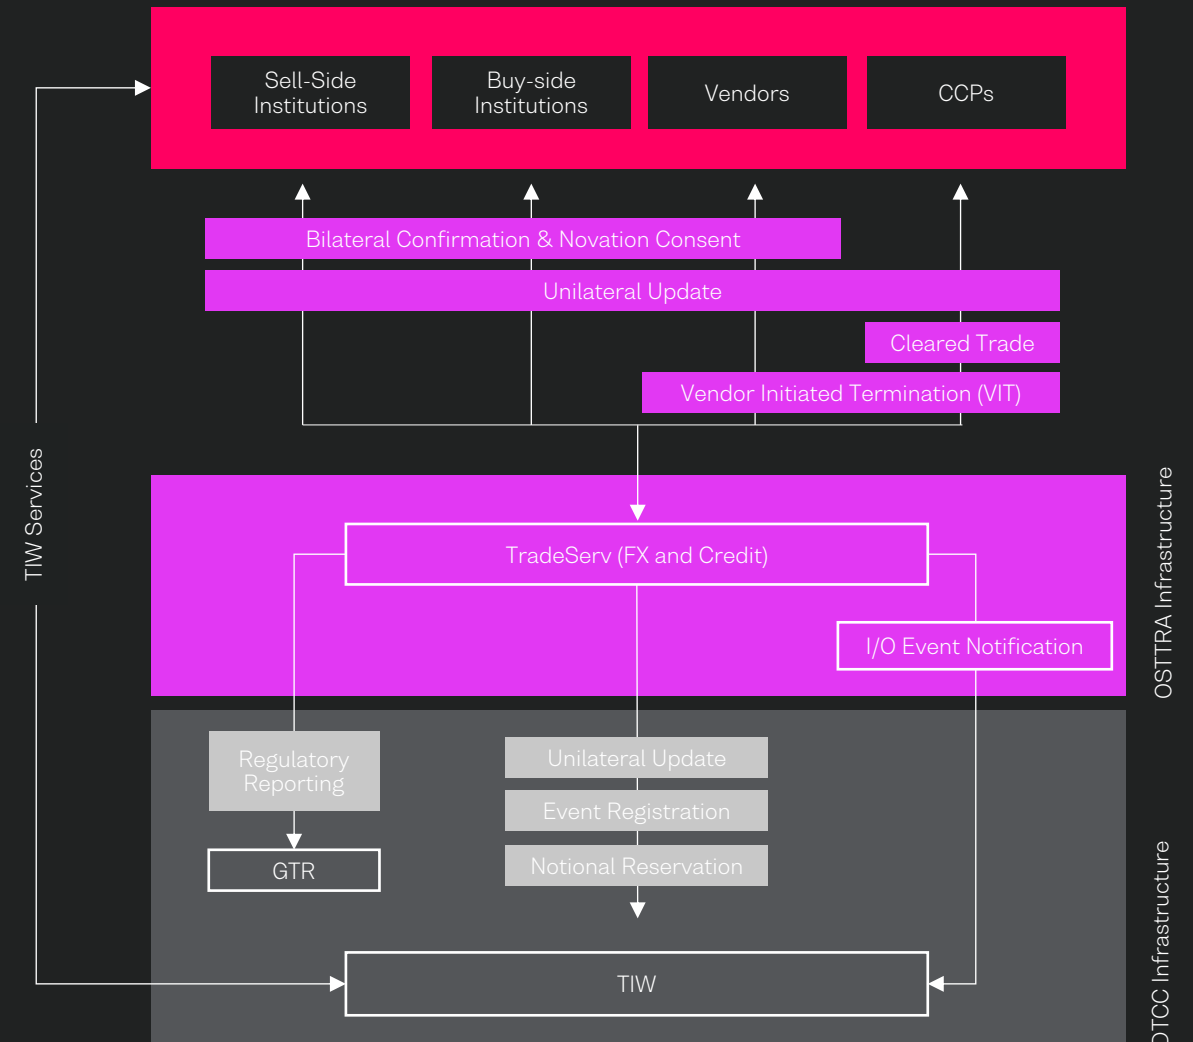 Sell-Side
Institutions
Buy-side
Institutions
Vendors
CCPs
Bilateral Confirmation & Novation Consent
Unilateral Update
Cleared Trade
Vendor Initiated Termination (VIT)
TIW Services
TradeServ (FX and Credit)
I/O Event Notification
OSTTRA Infrastructure
Regulatory
Reporting
GTR
Unilateral Update
Event Registration
Notional Reservation
TIW
DTCC Infrastructure